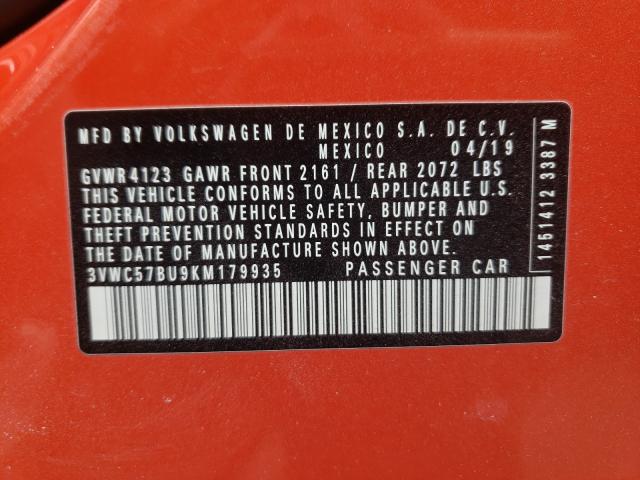 MFD BY VOLKSWAGEN DE MEXICO S.A. DE C.V.
MEXICO 04/19
GVWR 4123 GAWR FRONT 2161 / REAR 2072 LBS
THIS VEHICLE CONFORMS TO ALL APPLICABLE U.S.
FEDERAL MOTOR VEHICLE SAFETY, BUMPER AND
THEFT PREVENTION STANDARDS IN EFFECT ON
THE DATE OF MANUFACTURE SHOWN ABOVE.
3VWC57BU9KM179935 PASSENGER CAR
1451412 3387 M